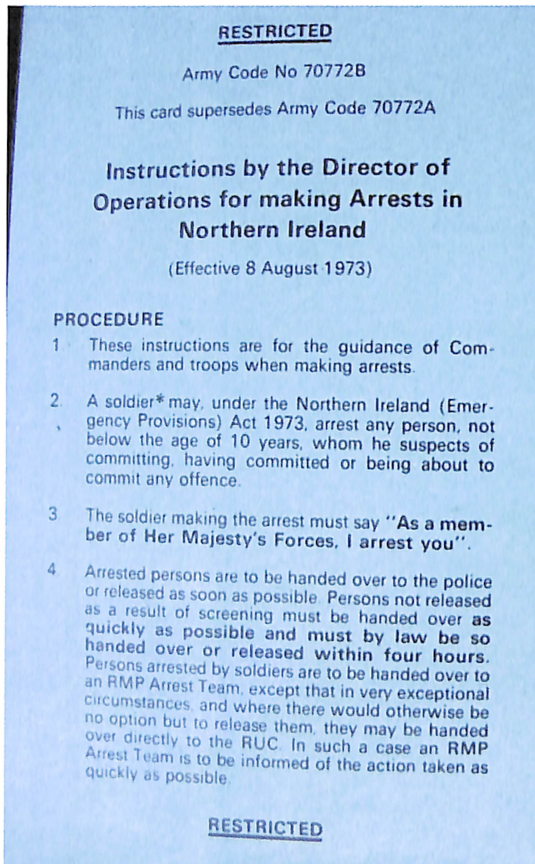 RESTRICTED
Army Code No 70772B
This card supersedes Army Code 70772A
Instructions by the Director of
Operations for making Arrests in
Northern Ireland
(Effective 8 August 1973)
PROCEDURE
1 These instructions are for the guidance of Com-
manders and troops when making arrests.
2. A soldier* may, under the Northern Ireland (Emer-
gency Provisions) Act 1973, arrest any person, not
below the age of 10 years, whom he suspects of
committing, having committed or being about to
commit any offence.
3 The soldier making the arrest must say "As a mem-
ber of Her Majesty's Forces, I arrest you".
4 Arrested persons are to be handed over to the police
or released as soon as possible. Persons not released
as a result of screening must be handed over as
quickly as possible and must by law be so
handed over or released within four hours.
Persons arrested by soldiers are to be handed over to
an RMP Arrest Team, except that in very exceptional
circumstances, and where there would otherwise be
no option but to release them, they may be handed
over directly to the RUC. In such a case an RMP
Arrest Team is to be informed of the action taken as
quickly as possible.
RESTRICTED